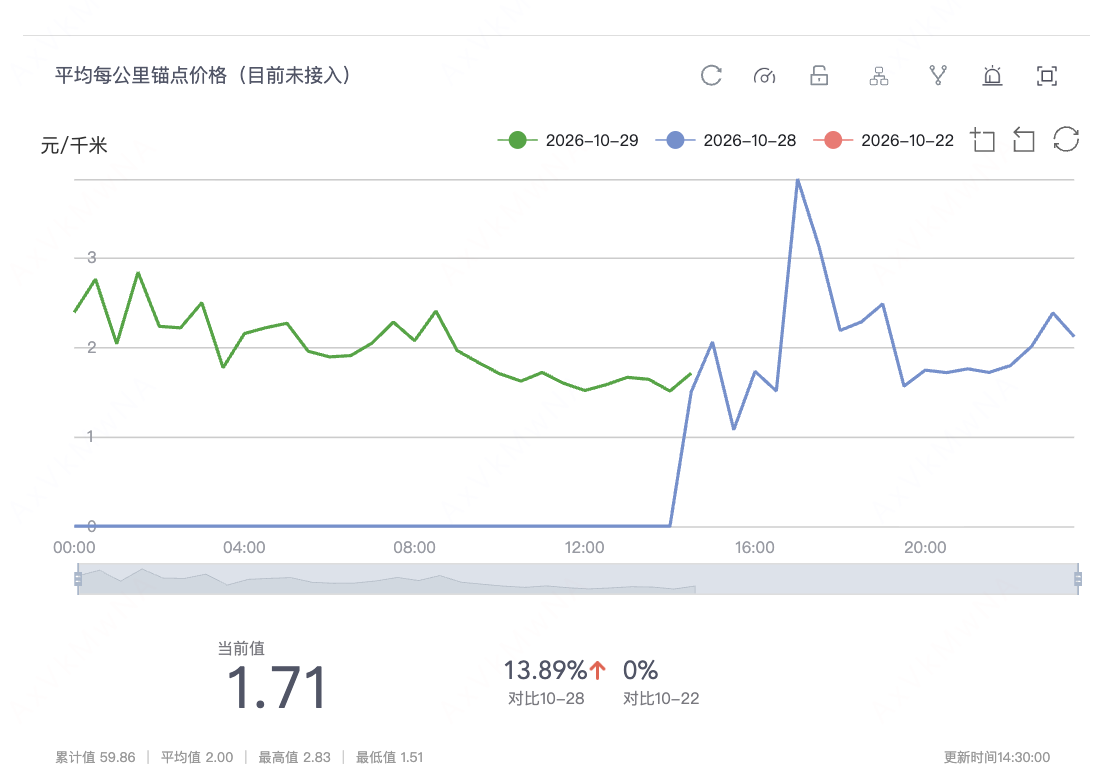 平均每公里锚点价格（目前未接入）
元/千米
2026-10-29 2026-10-28 2026-10-22
3
2
1
0
00:00 04:00 08:00 12:00 16:00 20:00
当前值
1.71
13.89% 0%
对比10-28 对比10-22
累计值 59.86 | 平均值 2.00 | 最高值 2.83 | 最低值 1.51
更新时间14:30:00